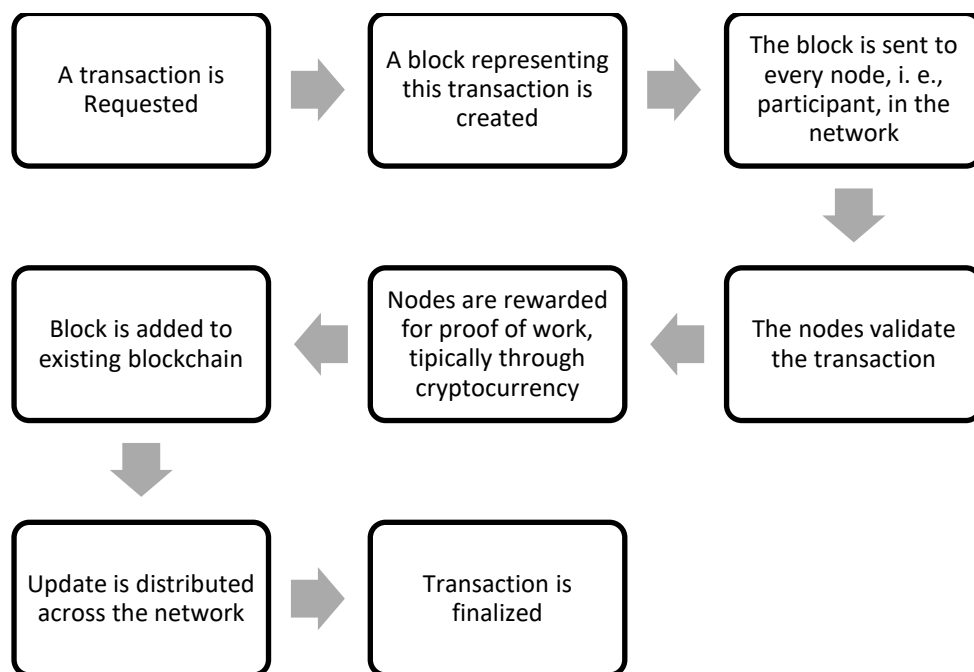 A transaction is
Requested
A block representing
this transaction is
created
The block is sent to
every node, i. e.,
participant, in the
network
The nodes validate
the transaction
Nodes are rewarded
for proof of work,
tipically through
cryptocurrency
Block is added to
existing blockchain
Update is distributed
across the network
Transaction is
finalized